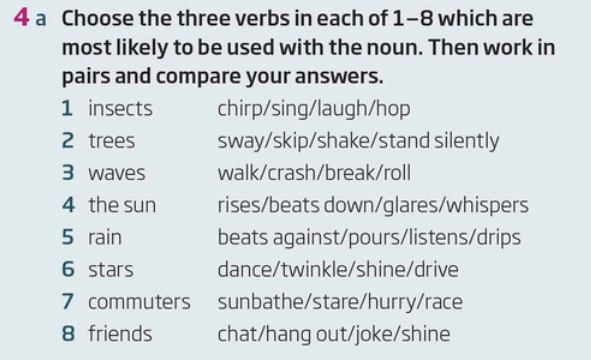 4 a Choose the three verbs in each of 1–8 which are
most likely to be used with the noun. Then work in
pairs and compare your answers.
1 insects chirp/sing/laugh/hop
2 trees sway/skip/shake/stand silently
3 waves walk/crash/break/roll
4 the sun rises/beats down/glares/whispers
5 rain beats against/pours/listens/drips
6 stars dance/twinkle/shine/drive
7 commuters sunbathe/stare/hurry/race
8 friends chat/hang out/joke/shine